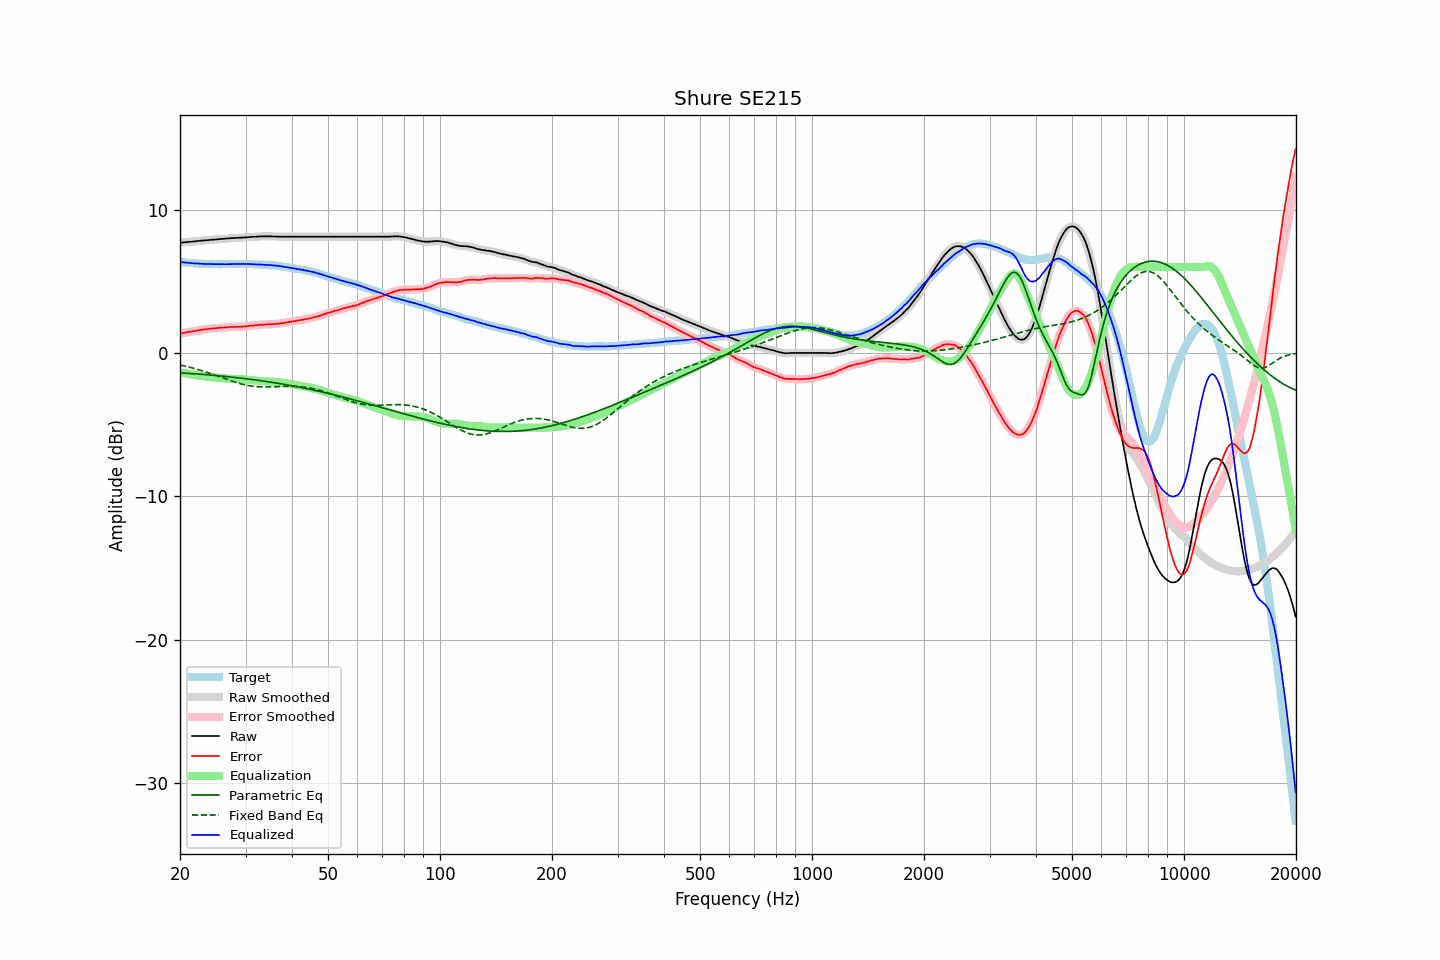 Shure SE215
Amplitude (dBr)
10
0
−10
−20
−30
Target
Raw Smoothed
Error Smoothed
Raw
Error
Equalization
Parametric Eq
Fixed Band Eq
Equalized
20 50 100 200 500 1000 2000 5000 10000 20000
Frequency (Hz)